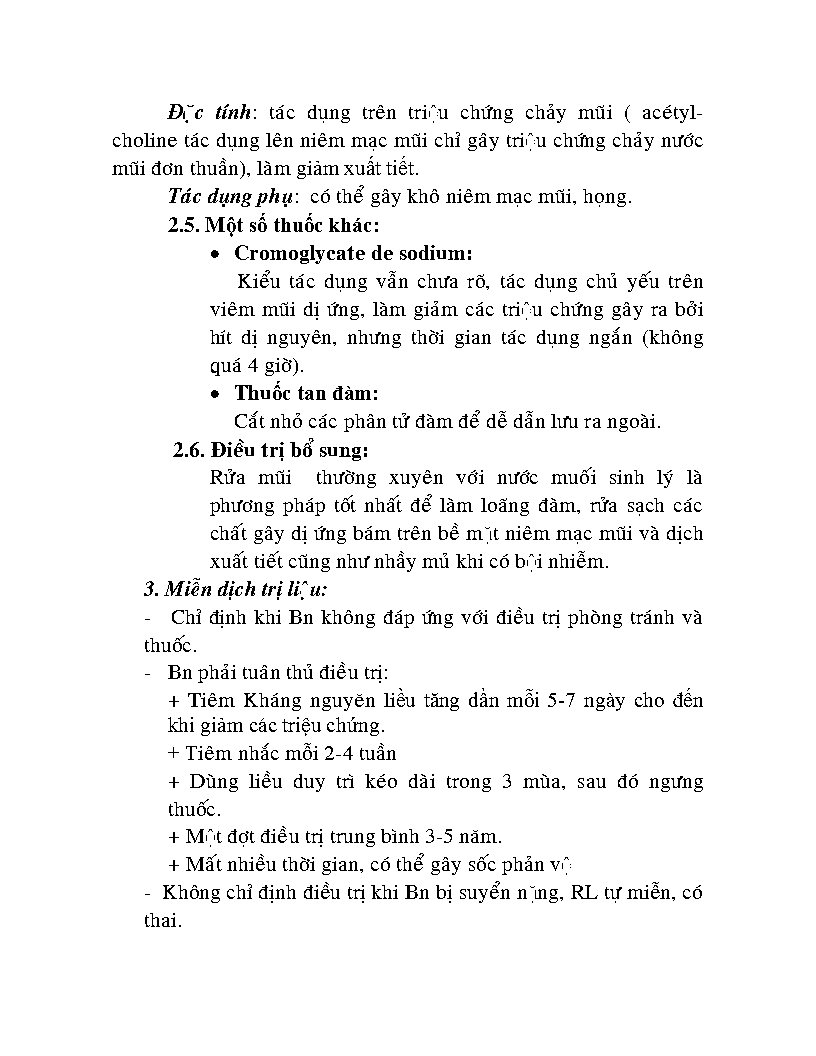 Đặc tính: tác dụng trên triệu chứng chảy mũi ( acétyl-
choline tác dụng lên niêm mạc mũi chỉ gây triệu chứng chảy nước
mũi đơn thuần), làm giảm xuất tiết.
Tác dụng phụ: có thể gây khô niêm mạc mũi, họng.
2.5. Một số thuốc khác:
• Cromoglycate de sodium:
Kiểu tác dụng vẫn chưa rõ, tác dụng chủ yếu trên
viêm mũi dị ứng, làm giảm các triệu chứng gây ra bởi
hít dị nguyên, nhưng thời gian tác dụng ngắn (không
quá 4 giờ).
• Thuốc tan đàm:
Cắt nhỏ các phân tử đàm để dễ dẫn lưu ra ngoài.
2.6. Điều trị bổ sung:
Rửa mũi thường xuyên với nước muối sinh lý là
phương pháp tốt nhất để làm loãng đàm, rửa sạch các
chất gây dị ứng bám trên bề mặt niêm mạc mũi và dịch
xuất tiết cũng như nhầy mủ khi có bội nhiễm.
3. Miễn dịch trị liệu:
- Chỉ định khi Bn không đáp ứng với điều trị phòng tránh và
thuốc.
- Bn phải tuân thủ điều trị:
+ Tiêm Kháng nguyên liều tăng dần mỗi 5-7 ngày cho đến
khi giảm các triệu chứng.
+ Tiêm nhắc mỗi 2-4 tuần
+ Dùng liều duy trì kéo dài trong 3 mùa, sau đó ngưng
thuốc.
+ Một đợt điều trị trung bình 3-5 năm.
+ Mất nhiều thời gian, có thể gây sốc phản vệ
- Không chỉ định điều trị khi Bn bị suyển nặng, RL tự miễn, có
thai.